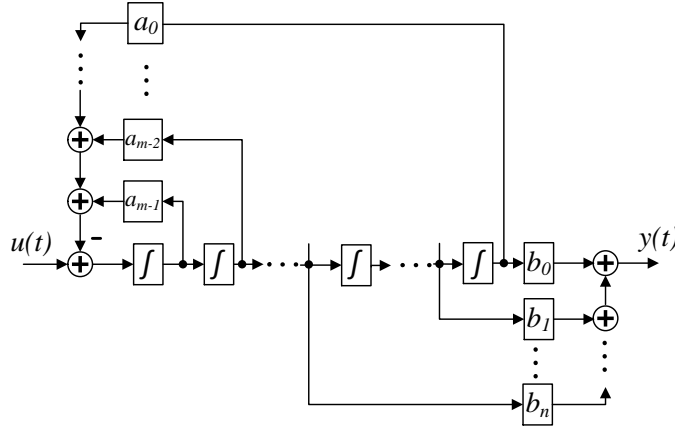 a₀
aₘ₋₂
aₘ₋₁
u(t)
−
∫ ∫ ∫ ∫
b₀
y(t)
b₁
bₙ